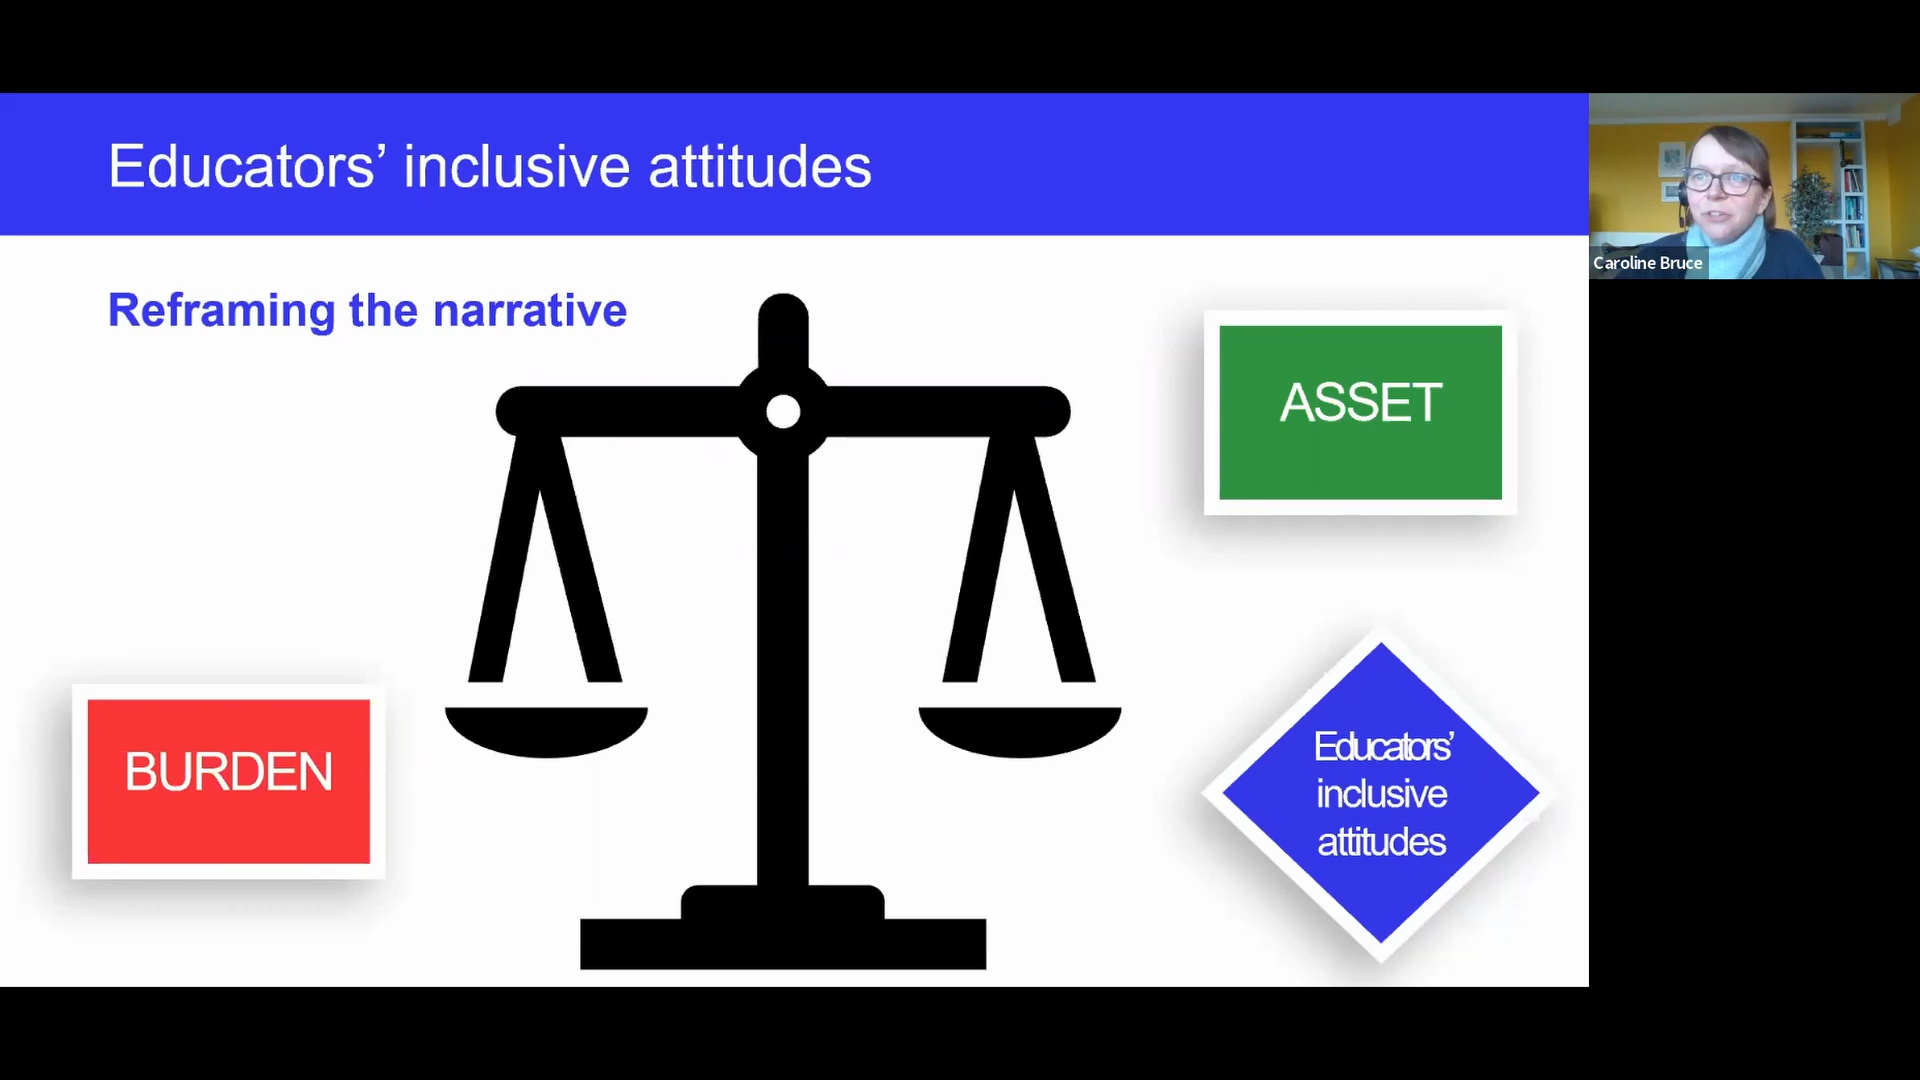 Educators’ inclusive attitudes
Caroline Bruce
Reframing the narrative
ASSET
BURDEN
Educators’
inclusive
attitudes